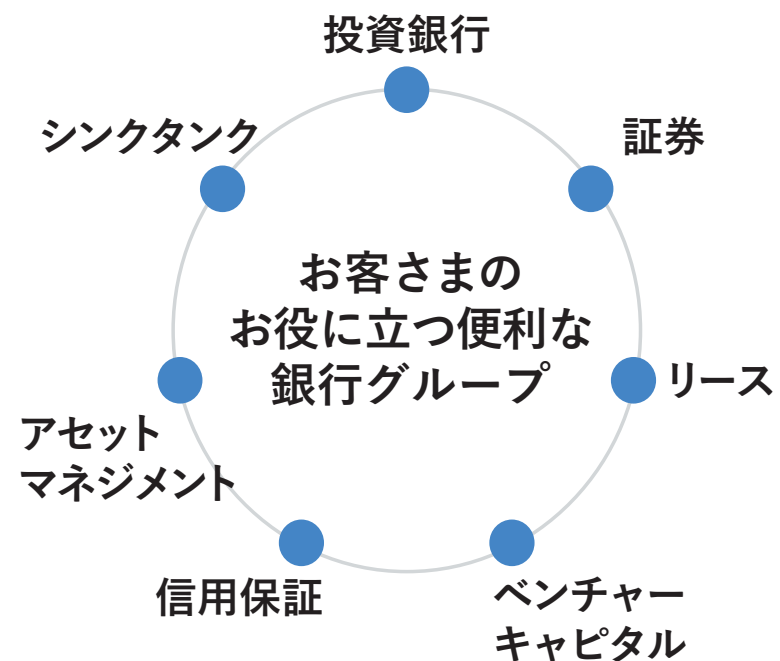 投資銀行
シンクタンク
証券
お客さまの
お役に立つ便利な
銀行グループ
リース
アセット
マネジメント
信用保証
ベンチャー
キャピタル